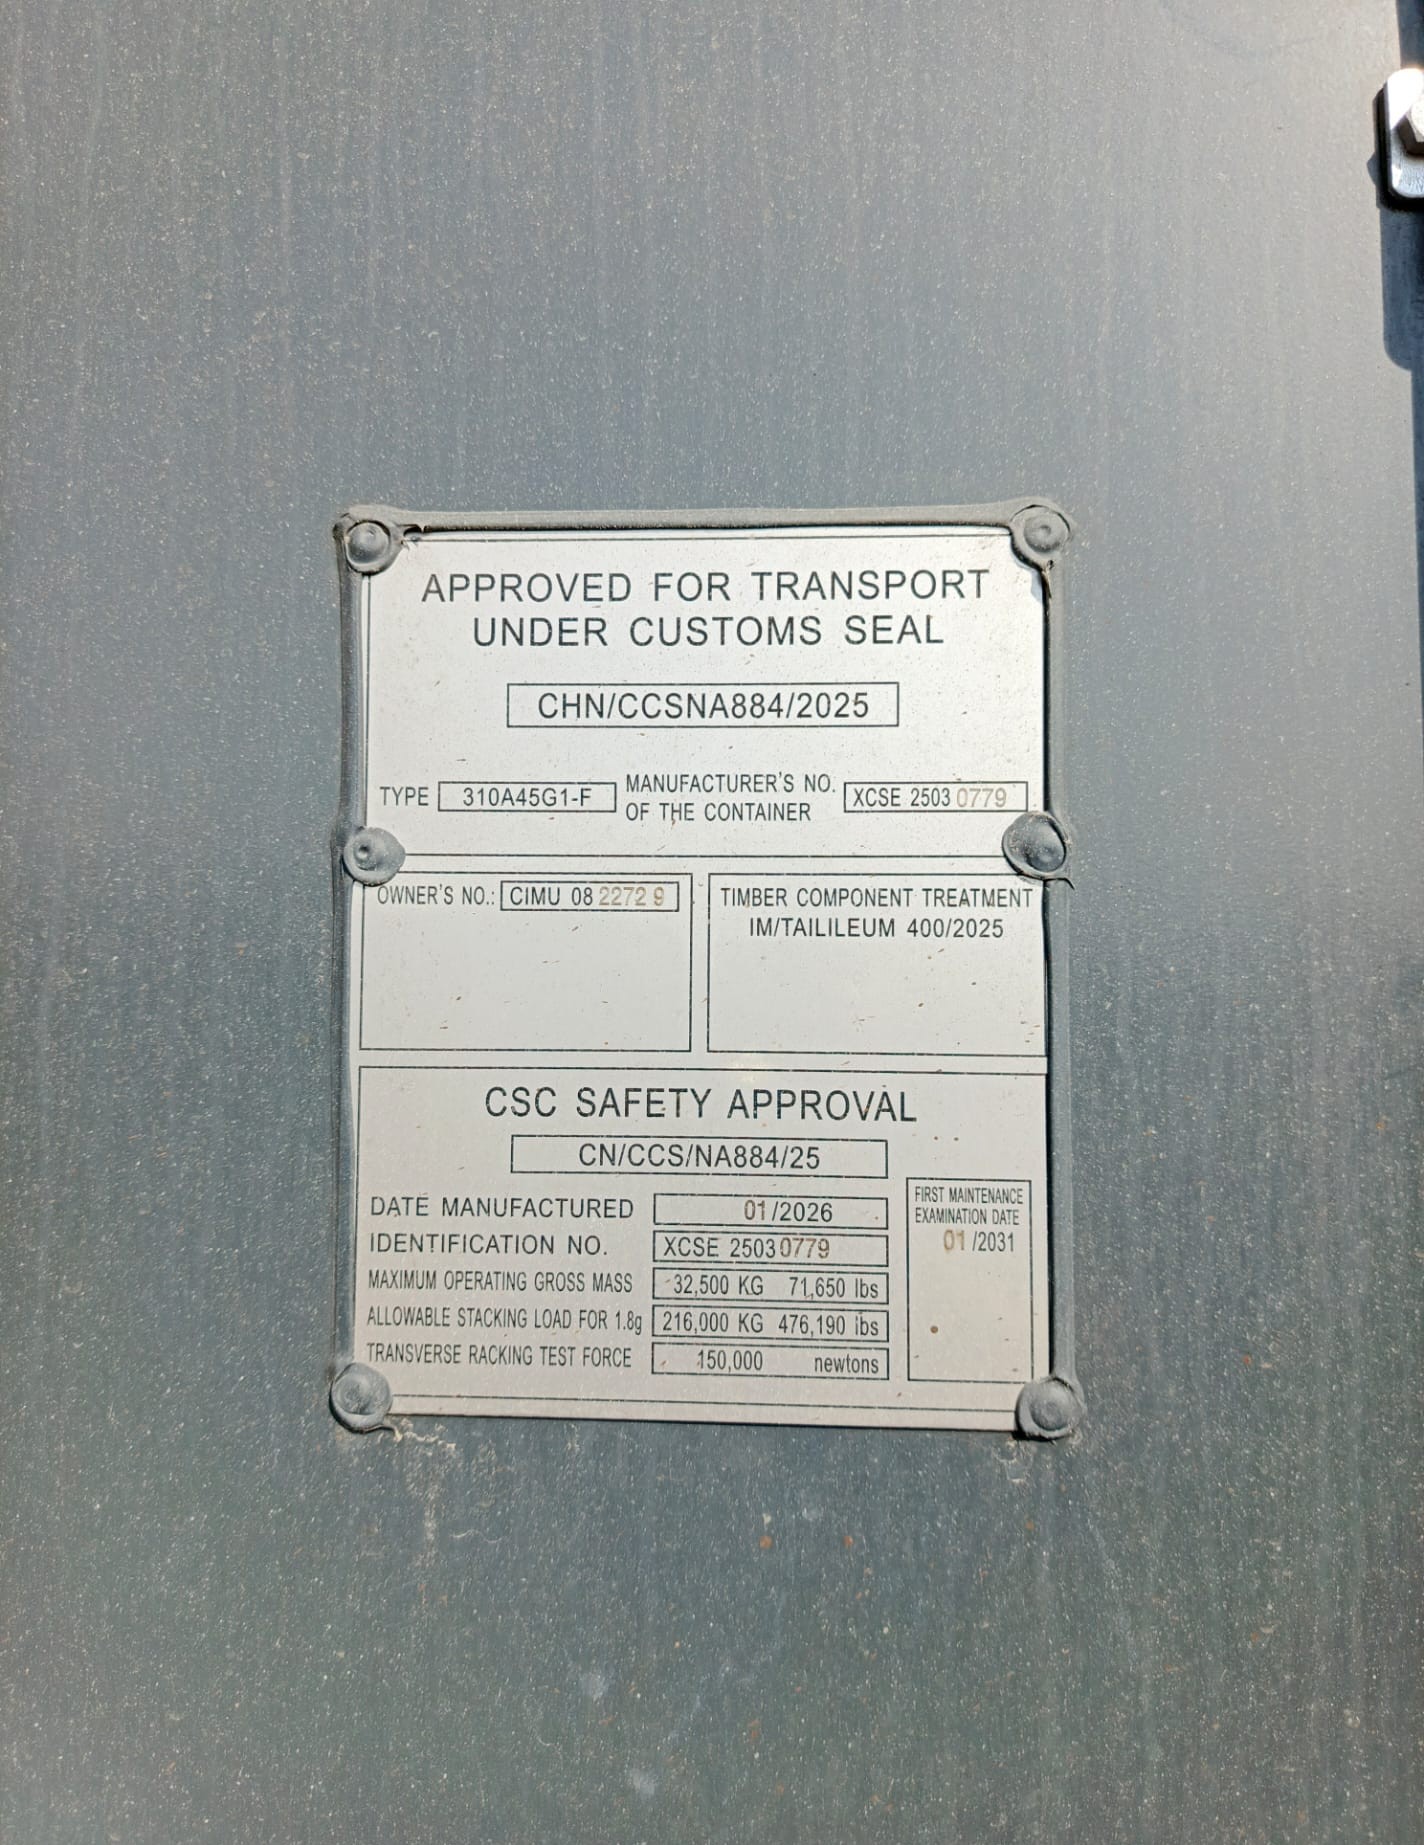 APPROVED FOR TRANSPORT
UNDER CUSTOMS SEAL
CHN/CCSNA884/2025
TYPE 310A45G1-F MANUFACTURER'S NO. OF THE CONTAINER XCSE 2503 0779
OWNER'S NO.: CIMU 08 2272 9
TIMBER COMPONENT TREATMENT
IM/TAILILEUM 400/2025
CSC SAFETY APPROVAL
CN/CCS/NA884/25
DATE MANUFACTURED 01/2026
IDENTIFICATION NO. XCSE 25030779
MAXIMUM OPERATING GROSS MASS 32,500 KG 71,650 lbs
ALLOWABLE STACKING LOAD FOR 1.8g 216,000 KG 476,190 lbs
TRANSVERSE RACKING TEST FORCE 150,000 newtons
FIRST MAINTENANCE
EXAMINATION DATE
01/2031